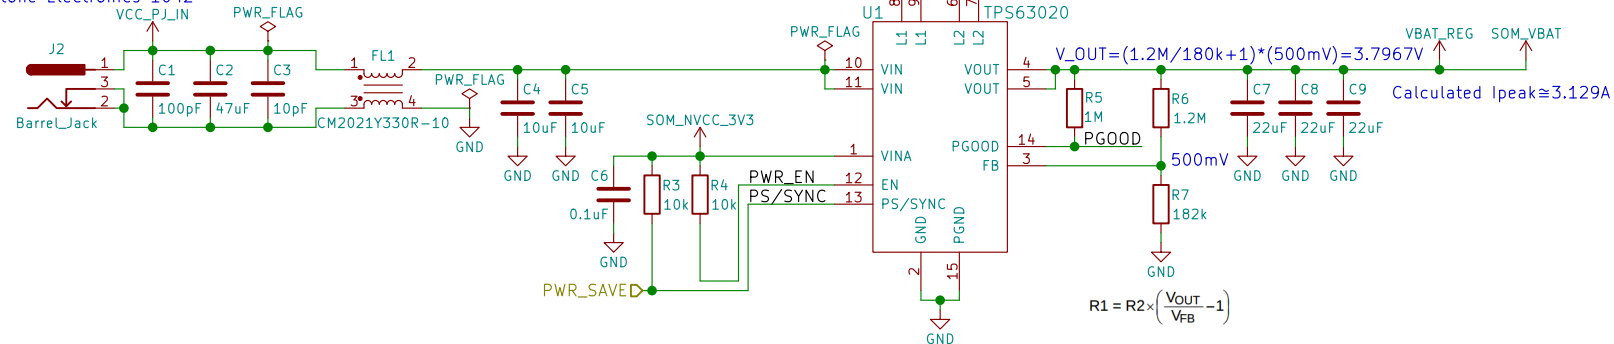 VCC_PJ_IN
PWR_FLAG
J2
1
3
2
Barrel_Jack
C1
100pF
C2
47uF
C3
10pF
FL1
1
2
3
4
CM2021Y330R-10
PWR_FLAG
GND
C4
10uF
GND
C5
10uF
GND
SOM_NVCC_3V3
C6
0.1uF
GND
R3
10k
R4
10k
PWR_EN
PS/SYNC
PWR_SAVE
PWR_FLAG
U1
TPS63020
L1
L1
L2
L2
10
VIN
11
VIN
1
VINA
12
EN
13
PS/SYNC
GND
2
PGND
15
GND
VOUT
4
VOUT
5
PGOOD
14
FB
3
V_OUT=(1.2M/180k+1)*(500mV)=3.7967V
R5
1M
PGOOD
R6
1.2M
500mV
R7
182k
GND
C7
22uF
GND
C8
22uF
GND
C9
22uF
GND
VBAT_REG
SOM_VBAT
Calculated Ipeak≅3.129A
R1 = R2×(VOUT/VFB −1)